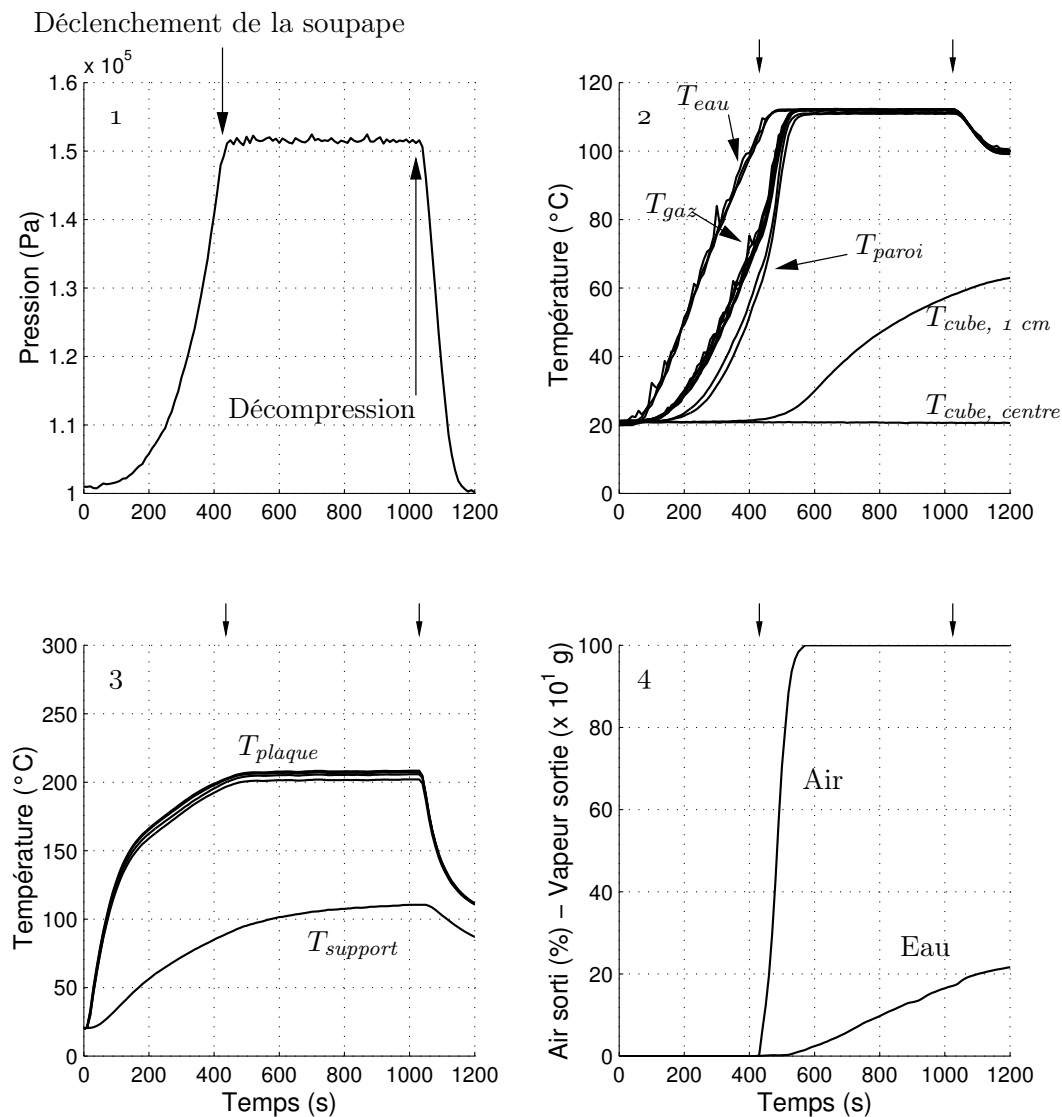 Déclenchement de la soupape
x 10⁵
1.6
1.5
1.4
1.3
1.2
1.1
1
0 200 400 600 800 1000 1200
Pression (Pa)
1
Décompression
120
100
80
60
40
20
0
0 200 400 600 800 1000 1200
Température (°C)
2
T_eau
T_gaz
T_paroi
T_cube, 1 cm
T_cube, centre
300
250
200
150
100
50
0
0 200 400 600 800 1000 1200
Température (°C)
Temps (s)
3
T_plaque
T_support
100
80
60
40
20
0
0 200 400 600 800 1000 1200
Air sorti (%) – Vapeur sortie (x 10¹ g)
Temps (s)
4
Air
Eau